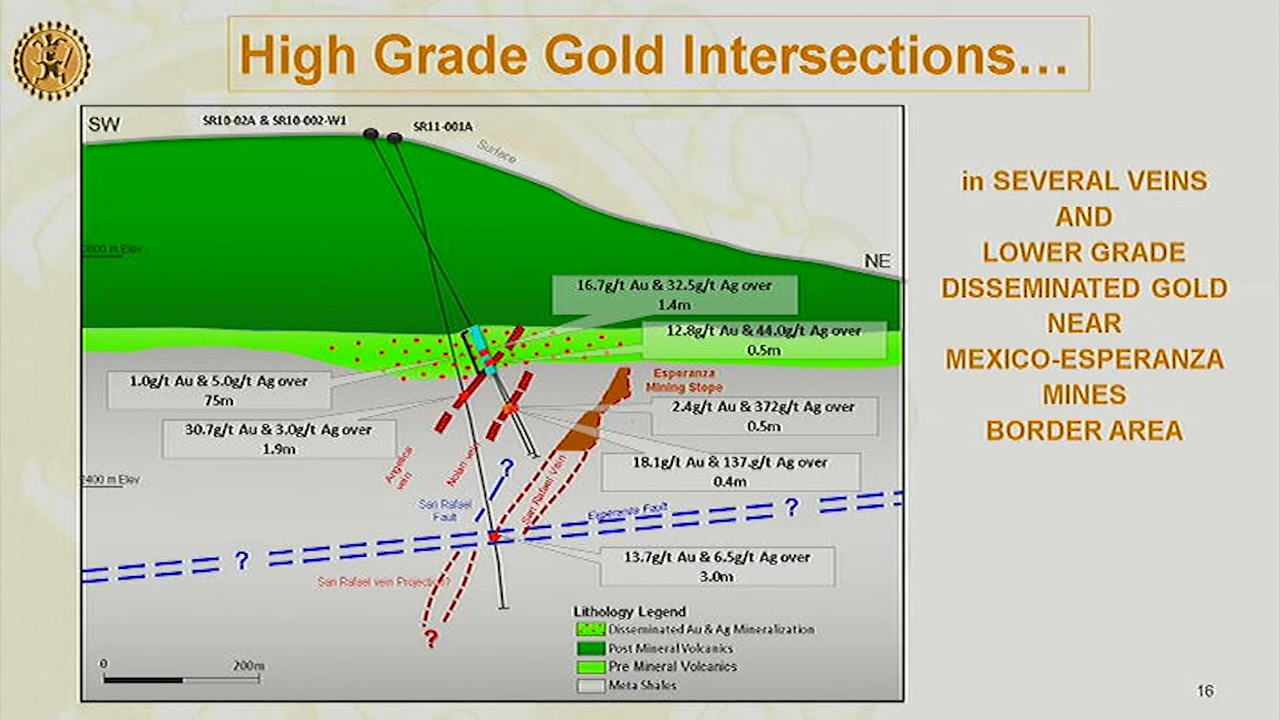 High Grade Gold Intersections...
SW
SR10-02A & SR10-002-W1
SR11-001A
Surface
NE
in SEVERAL VEINS
AND
LOWER GRADE
DISSEMINATED GOLD
NEAR
MEXICO-ESPERANZA
MINES
BORDER AREA
m Elev
16.7g/t Au & 32.5g/t Ag over
1.4m
12.8g/t Au & 44.0g/t Ag over
0.5m
1.0g/t Au & 5.0g/t Ag over
75m
Esperanza
Mining Stope
30.7g/t Au & 3.0g/t Ag over
1.9m
2.4g/t Au & 372g/t Ag over
0.5m
Angelica
vein
Nolan vein
18.1g/t Au & 137.g/t Ag over
0.4m
?
2400 m Elev
San Rafael Vein
San Rafael
Fault
Esperanza Fault
?
?
13.7g/t Au & 6.5g/t Ag over
3.0m
San Rafael vein Projection?
?
Lithology Legend
Disseminated Au & Ag Mineralization
Post Mineral Volcanics
Pre Mineral Volcanics
Meta Shales
0 200m
16